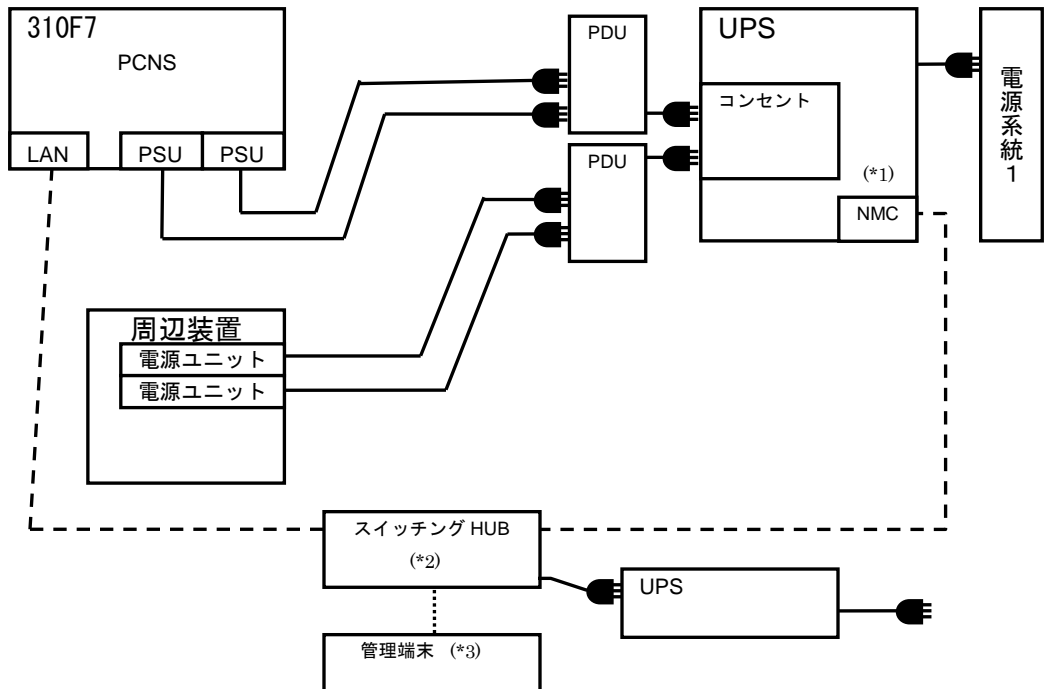 310F7
PCNS
LAN
PSU
PSU
PDU
PDU
UPS
コンセント
(*1)
NMC
電源系統1
周辺装置
電源ユニット
電源ユニット
スイッチング HUB
(*2)
UPS
管理端末 (*3)